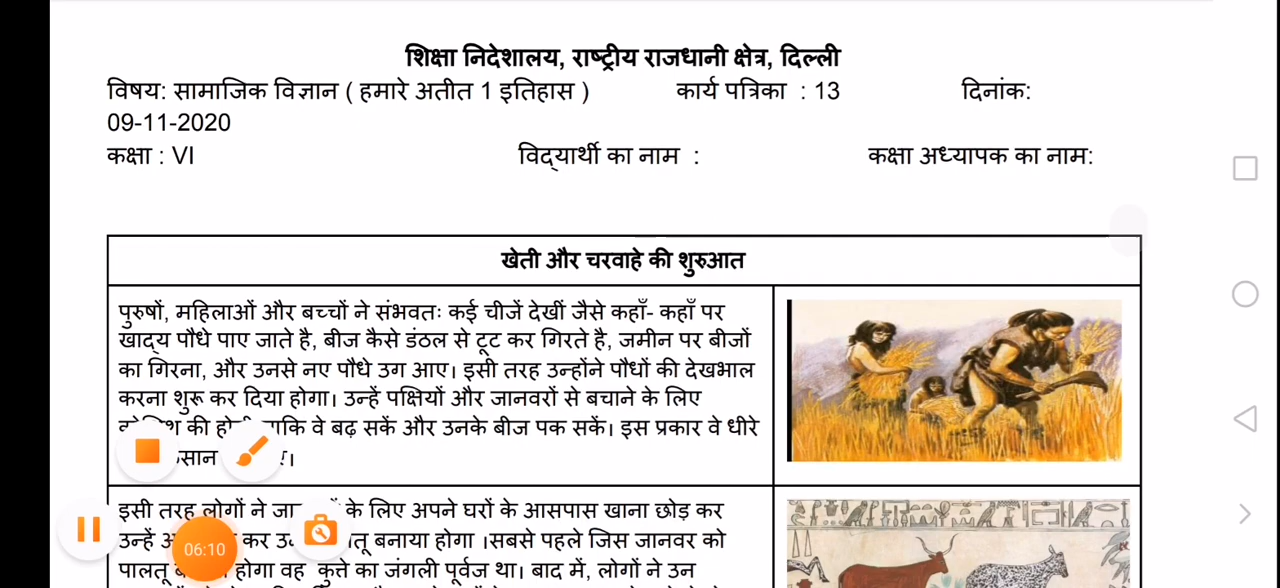 शिक्षा निदेशालय, राष्ट्रीय राजधानी क्षेत्र, दिल्ली
विषय: सामाजिक विज्ञान ( हमारे अतीत 1 इतिहास ) कार्य पत्रिका : 13 दिनांक:
09-11-2020
कक्षा : VI विद्यार्थी का नाम : कक्षा अध्यापक का नाम:
खेती और चरवाहे की शुरुआत
पुरुषों, महिलाओं और बच्चों ने संभवतः कई चीजें देखीं जैसे कहाँ- कहाँ पर
खाद्य पौधे पाए जाते है, बीज कैसे डंठल से टूट कर गिरते है, जमीन पर बीजों
का गिरना, और उनसे नए पौधे उग आए। इसी तरह उन्होंने पौधों की देखभाल
करना शुरू कर दिया होगा। उन्हें पक्षियों और जानवरों से बचाने के लिए
की वे बढ़ सकें और उनके बीज पक सकें। इस प्रकार वे धीरे
इसी तरह लोगों ने के लिए अपने घरों के आसपास खाना छोड़ कर
उन्हें कर बनाया होगा ।सबसे पहले जिस जानवर को
पालतू होगा वह कुत्ते का जंगली पूर्वज था। बाद में, लोगों ने उन
06:10